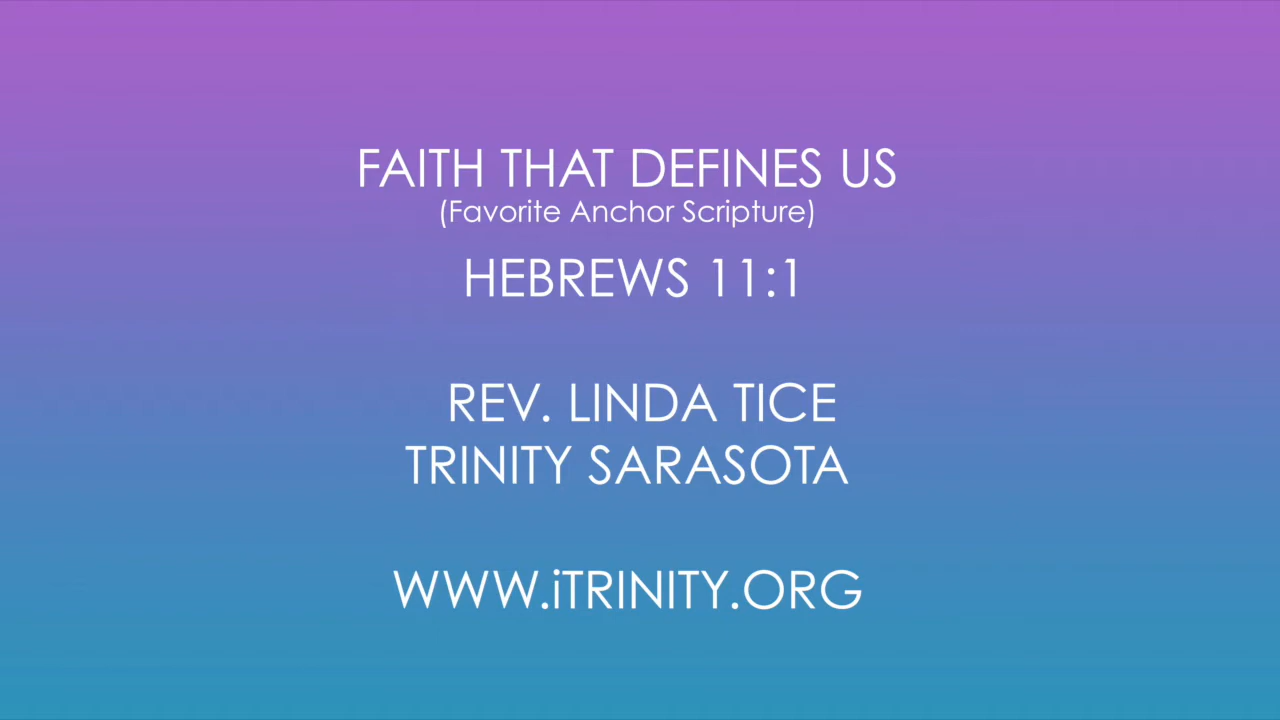 FAITH THAT DEFINES US
(Favorite Anchor Scripture)
HEBREWS 11:1
REV. LINDA TICE
TRINITY SARASOTA
WWW.iTRINITY.ORG